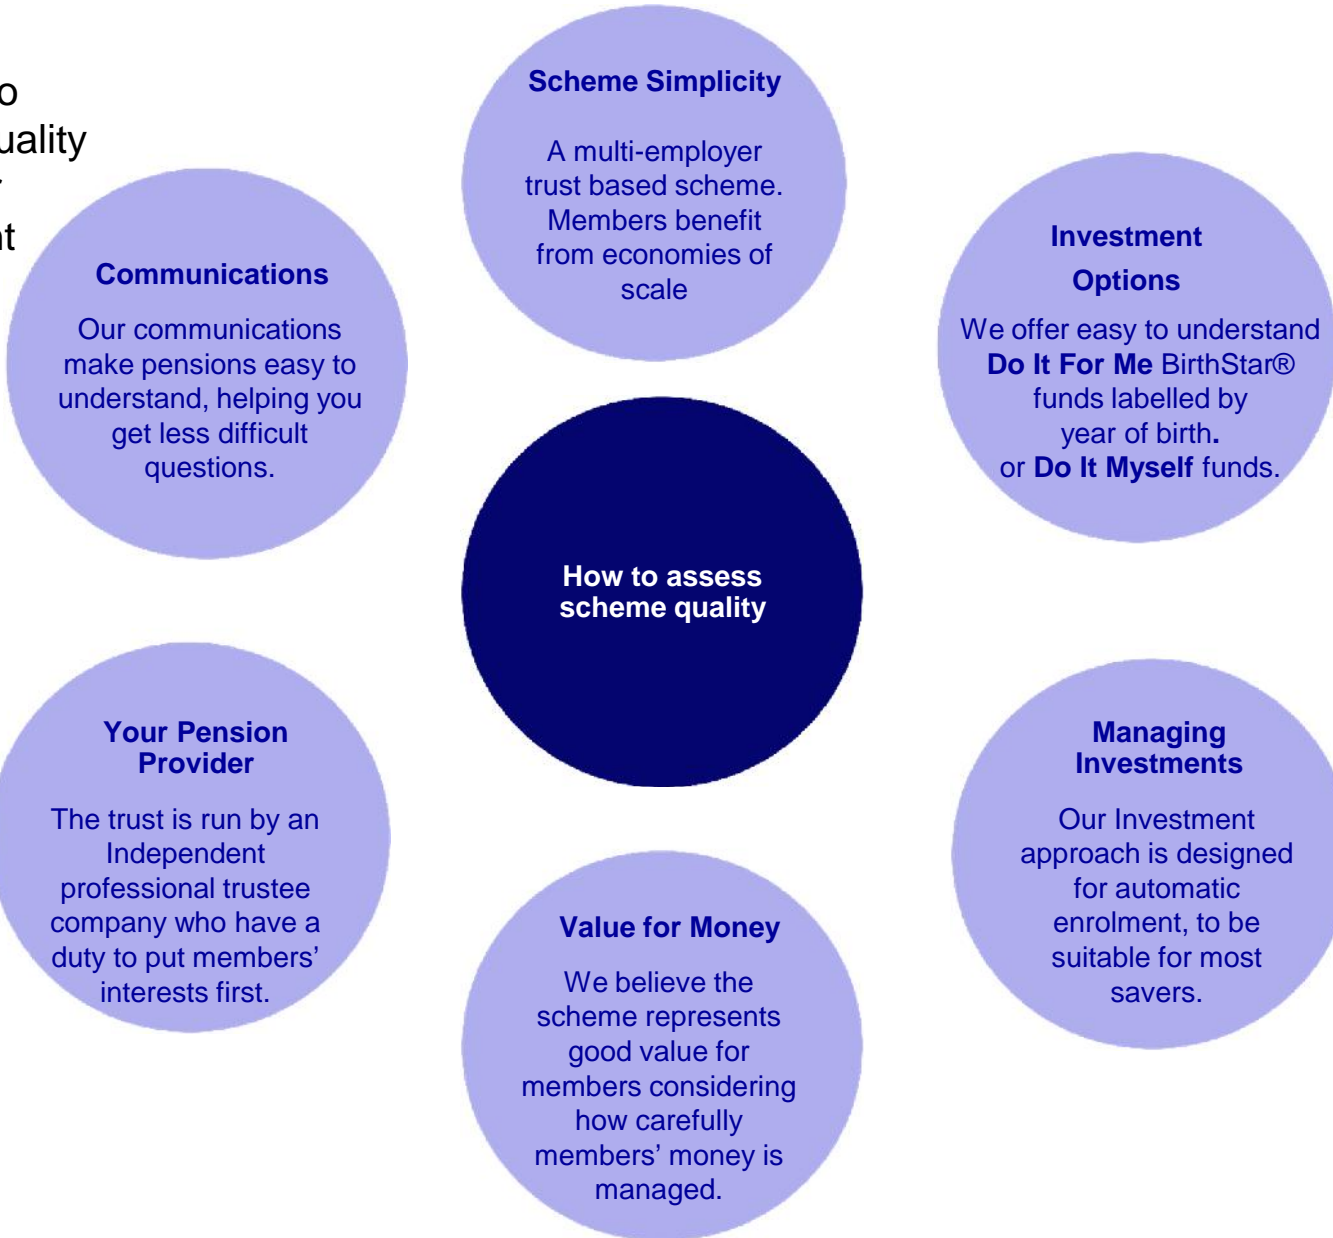 o
uality
nt
Scheme Simplicity
A multi-employer
trust based scheme.
Members benefit
from economies of
scale
Communications
Our communications
make pensions easy to
understand, helping you
get less difficult
questions.
Investment
Options
We offer easy to understand
Do It For Me BirthStar®
funds labelled by
year of birth.
or Do It Myself funds.
How to assess
scheme quality
Your Pension
Provider
The trust is run by an
Independent
professional trustee
company who have a
duty to put members’
interests first.
Managing
Investments
Our Investment
approach is designed
for automatic
enrolment, to be
suitable for most
savers.
Value for Money
We believe the
scheme represents
good value for
members considering
how carefully
members’ money is
managed.